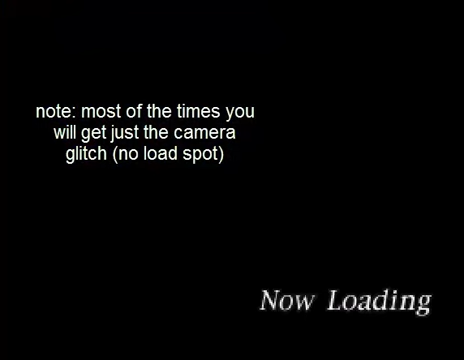 note: most of the times you
will get just the camera
glitch (no load spot)
Now Loading